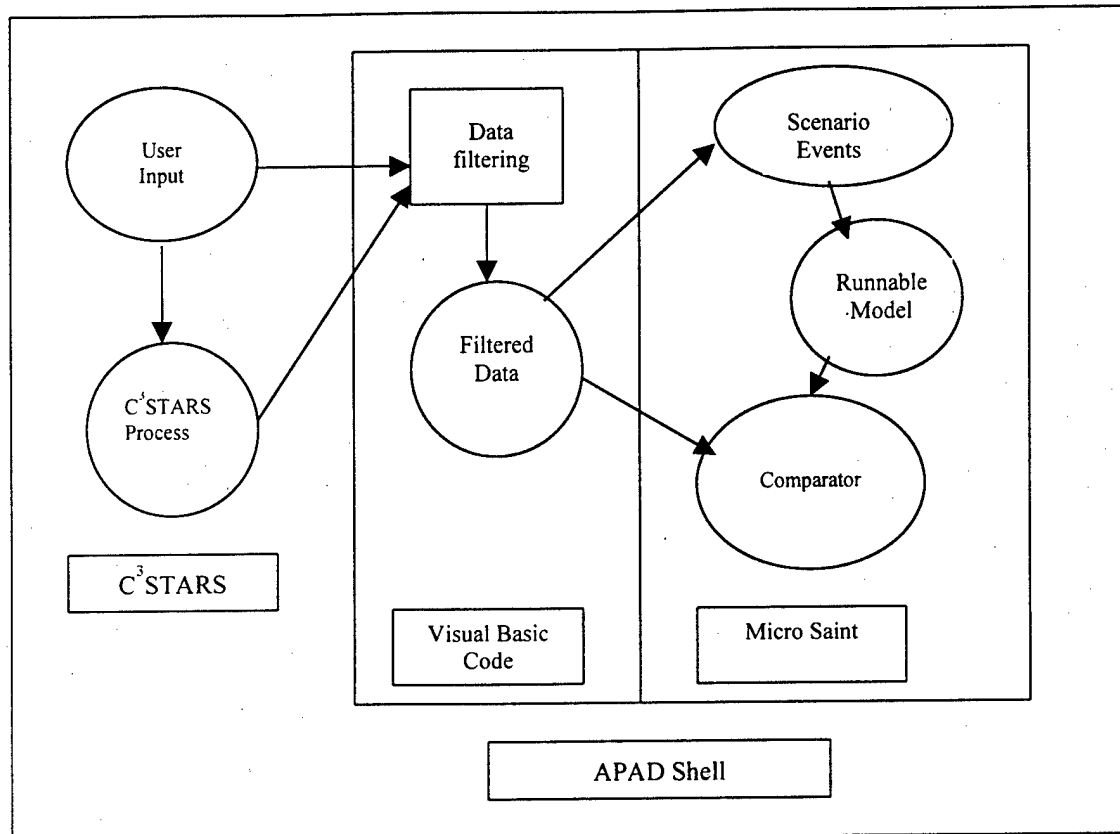 User
Input
Data
filtering
Scenario
Events
Runnable
Model
Filtered
Data
C³STARS
Process
Comparator
C³STARS
Visual Basic
Code
Micro Saint
APAD Shell